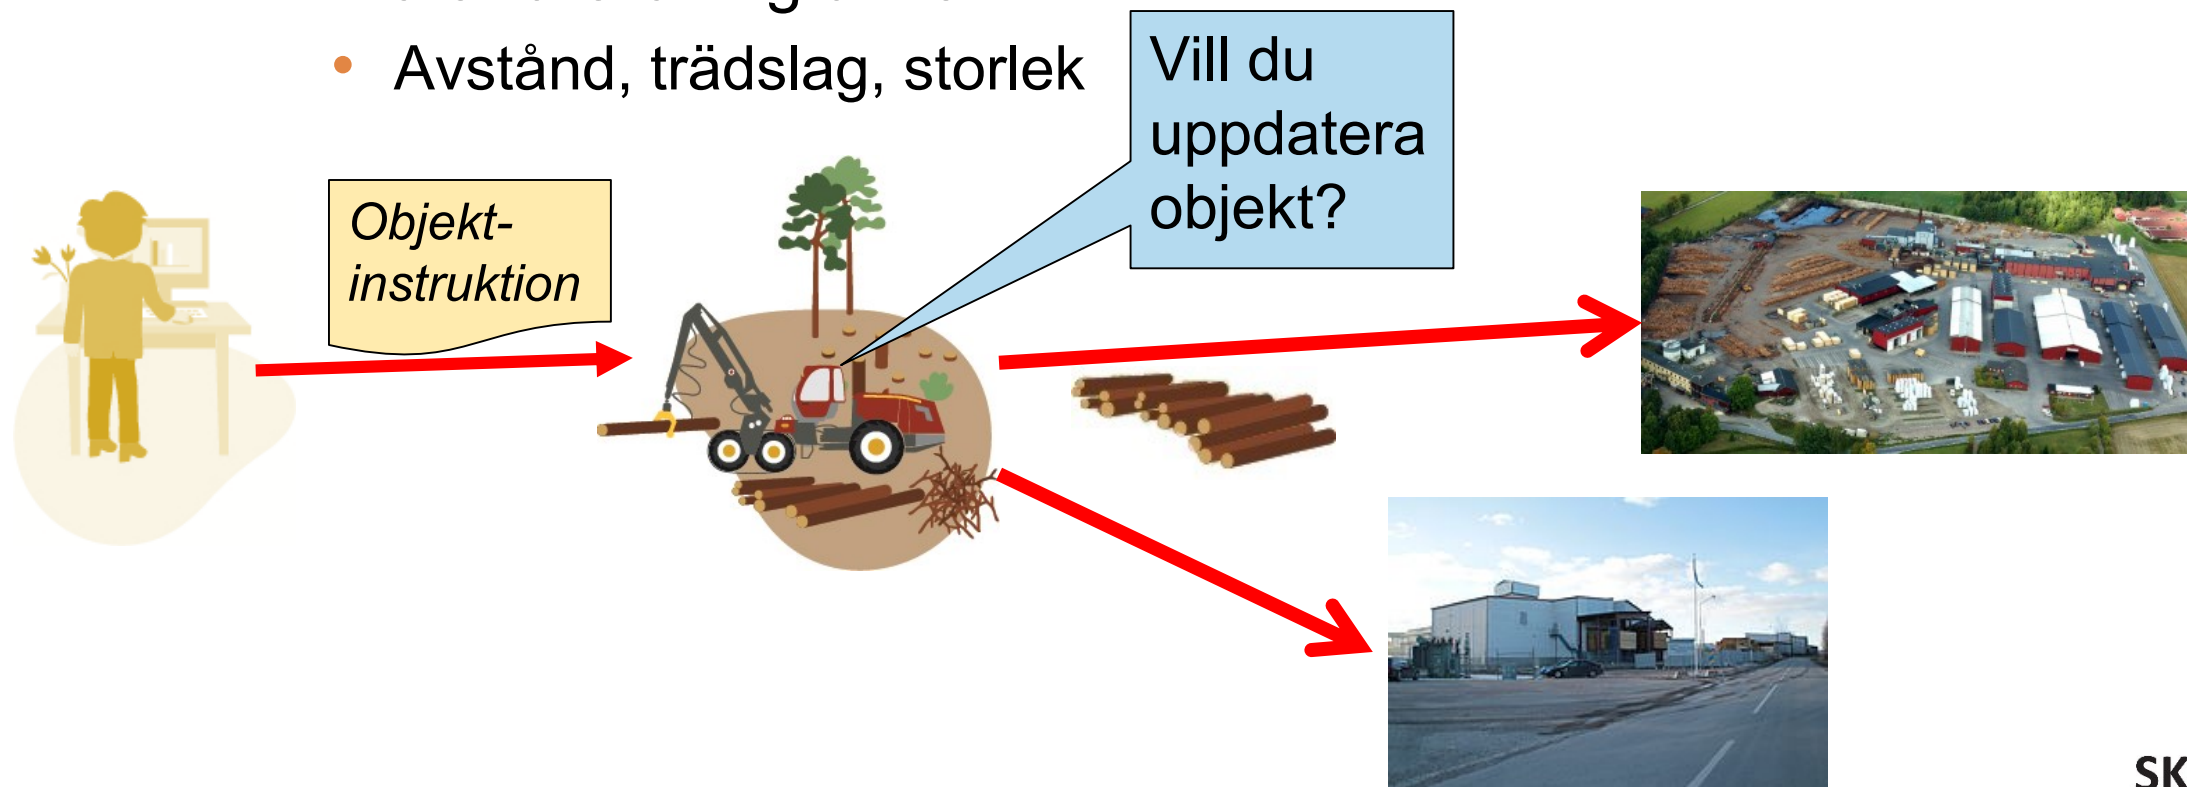 • Avstånd, trädslag, storlek
Vill du
uppdatera
objekt?
Objekt-
instruktion
SK